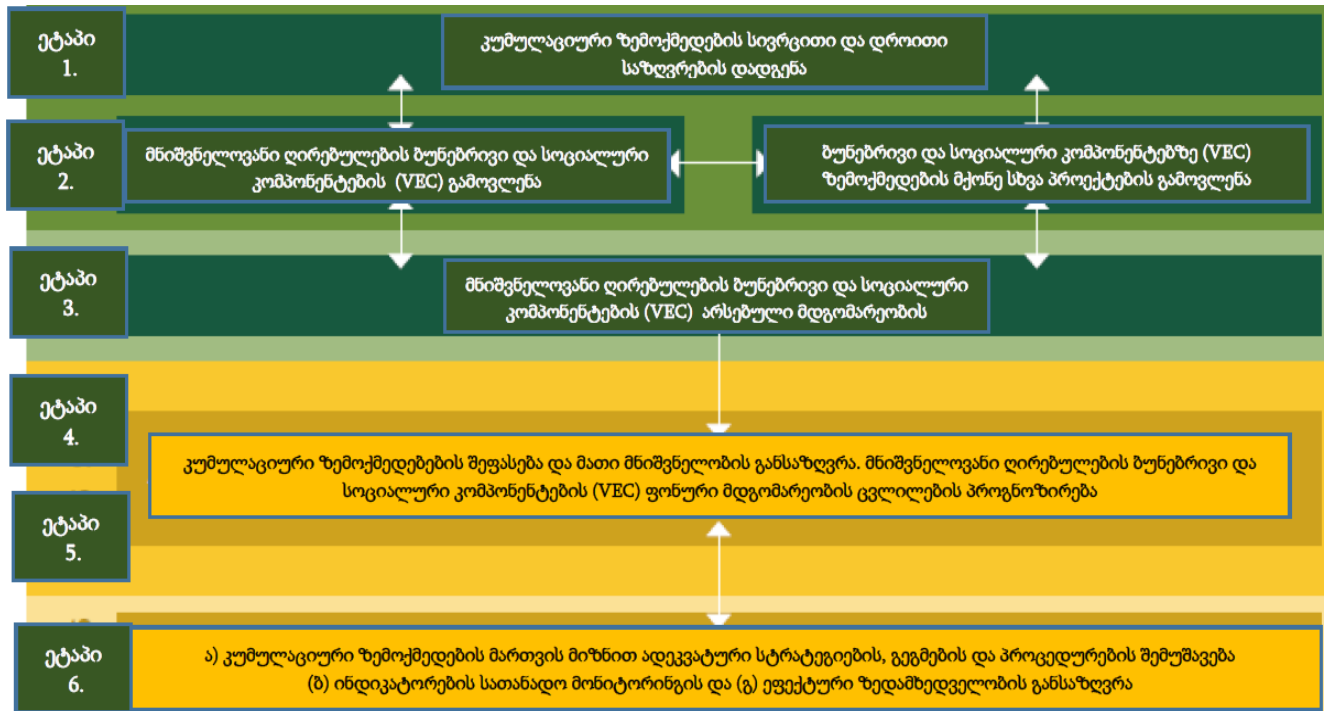 ეტაპი
1.
კუმულაციური ზემოქმედების სივრცითი და დროითი
საზღვრების დადგენა
ეტაპი
2.
მნიშვნელოვანი ღირებულების ბუნებრივი და სოციალური
კომპონენტების (VEC) გამოვლენა
ბუნებრივი და სოციალური კომპონენტებზე (VEC)
ზემოქმედების მქონე სხვა პროექტების გამოვლენა
ეტაპი
3.
მნიშვნელოვანი ღირებულების ბუნებრივი და სოციალური
კომპონენტების (VEC) არსებული მდგომარეობის
ეტაპი
4.
კუმულაციური ზემოქმედებების შეფასება და მათი მნიშვნელობის განსაზღვრა. მნიშვნელოვანი ღირებულების ბუნებრივი და
სოციალური კომპონენტების (VEC) ფონური მდგომარეობის ცვლილების პროგნოზირება
ეტაპი
5.
ეტაპი
6.
ა) კუმულაციური ზემოქმედების მართვის მიზნით ადეკვატური სტრატეგიების, გეგმების და პროცედურების შემუშავება
(ბ) ინდიკატორების სათანადო მონიტორინგის და (გ) ეფექტური ზედამხედველობის განსაზღვრა